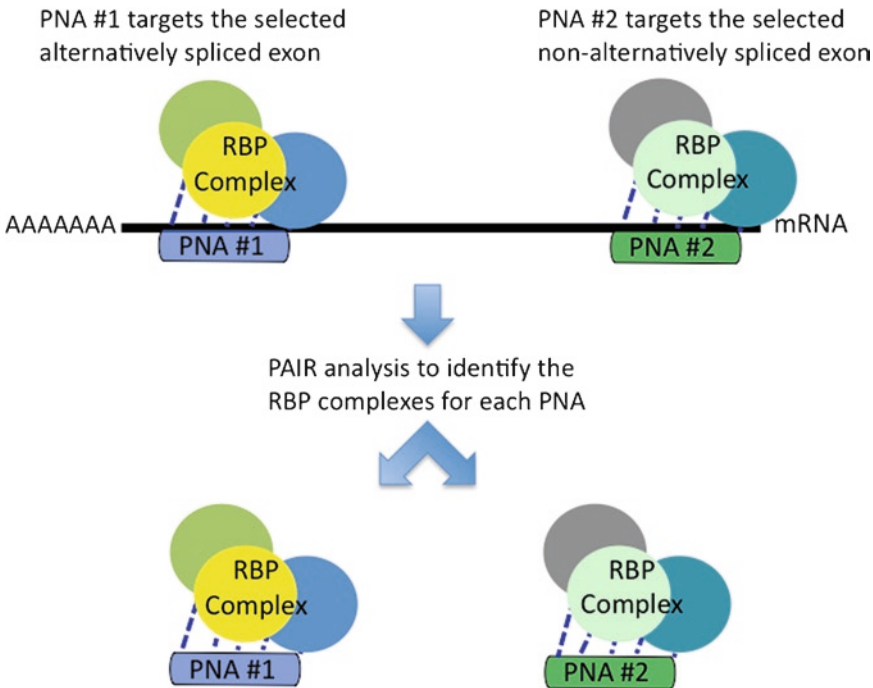 PNA #1 targets the selected
alternatively spliced exon
PNA #2 targets the selected
non-alternatively spliced exon
RBP
Complex
RBP
Complex
AAAAAAA
mRNA
PNA #1
PNA #2
PAIR analysis to identify the
RBP complexes for each PNA
RBP
Complex
RBP
Complex
PNA #1
PNA #2